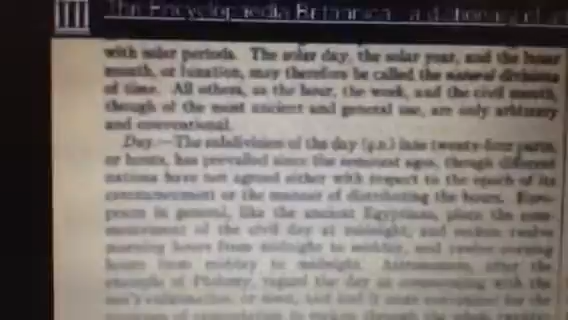 The Encyclopaedia Britannica : a dictionary of
with solar periods. The solar day, the solar year, and the lunar
month, or lunation, may therefore be called the natural divisions
of time. All others, as the hour, the week, and the civil month,
though of the most ancient and general use, are only arbitrary
and conventional.
Day.—The subdivision of the day (q.v.) into twenty-four parts,
or hours, has prevailed since the remotest ages, though different
nations have not agreed either with respect to the epoch of its
commencement or the manner of distributing the hours. Euro-
peans in general, like the ancient Egyptians, place the com-
mencement of the civil day at midnight, and reckon twelve
morning hours from midnight to midday, and twelve evening
hours from midday to midnight. Astronomers, after the
example of Ptolemy, regard the day as commencing with the